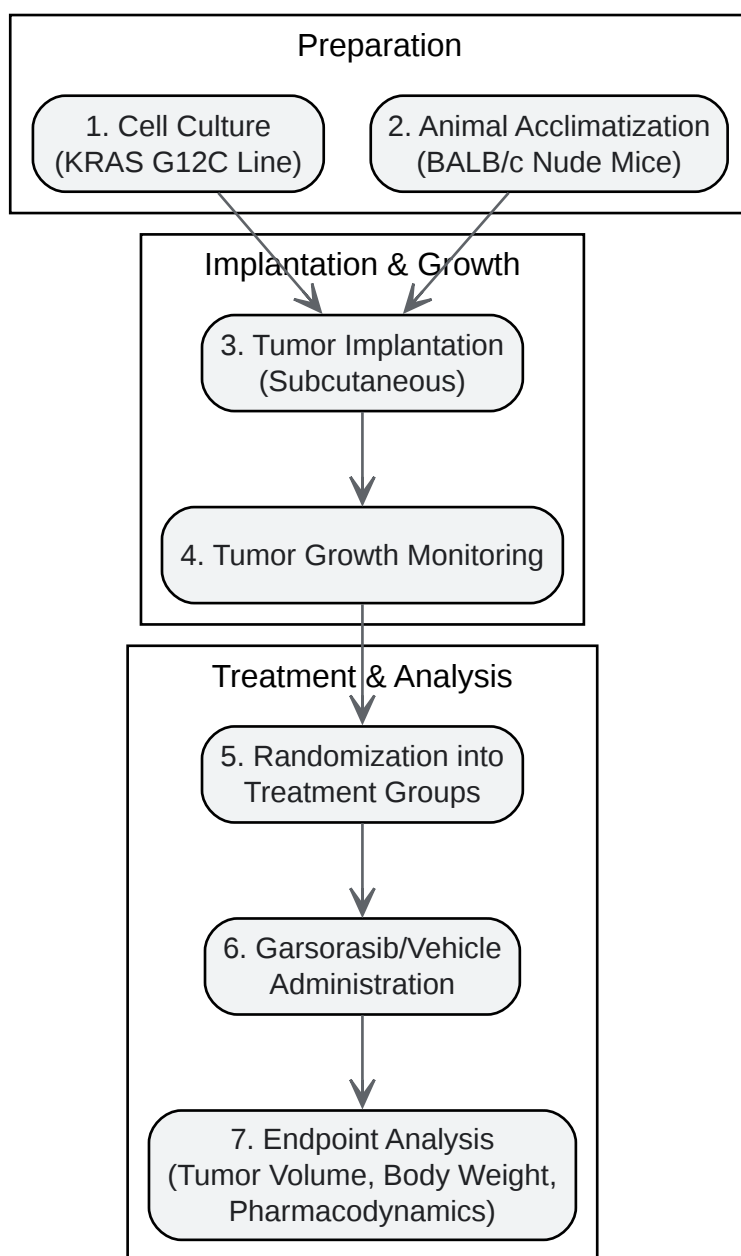 Preparation
1. Cell Culture
(KRAS G12C Line)
2. Animal Acclimatization
(BALB/c Nude Mice)
Implantation & Growth
3. Tumor Implantation
(Subcutaneous)
4. Tumor Growth Monitoring
Treatment & Analysis
5. Randomization into
Treatment Groups
6. Garsorasib/Vehicle
Administration
7. Endpoint Analysis
(Tumor Volume, Body Weight,
Pharmacodynamics)